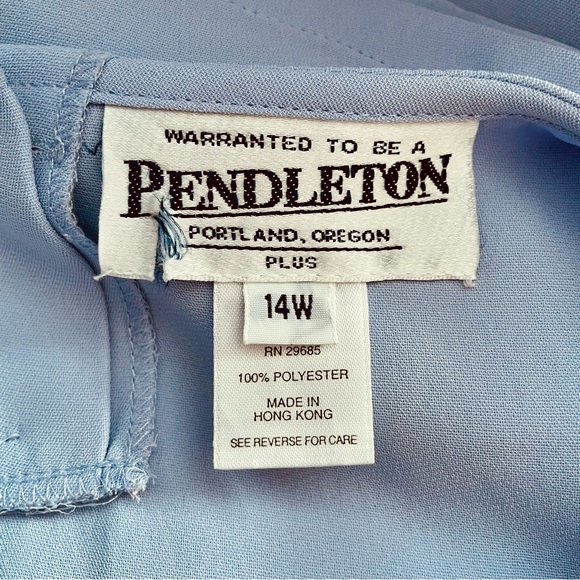 WARRANTED TO BE A
PENDLETON
PORTLAND, OREGON
PLUS
14W
RN 29685
100% POLYESTER
MADE IN
HONG KONG
SEE REVERSE FOR CARE